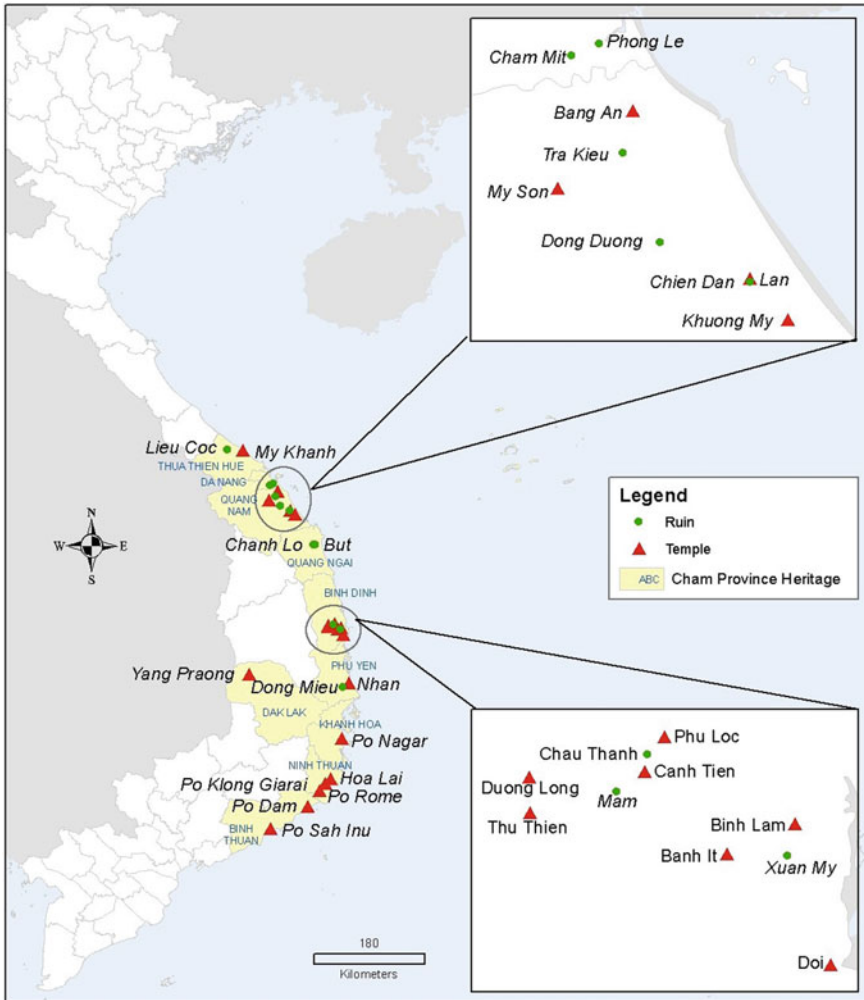 Phong Le
Cham Mit
Bang An
Tra Kieu
My Son
Dong Duong
Chien Dan
Lan
Khuong My
Lieu Coc
My Khanh
THUA THIEN HUE
DA NANG
QUANG
NAM
Chanh Lo
But
QUANG NGAI
BINH DINH
N
W
E
S
Legend
Ruin
Temple
ABC
Cham Province Heritage
Yang Praong
PHU YEN
Dong Mieu
Nhan
DAK LAK
KHANH HOA
Po Nagar
NINH THUAN
Hoa Lai
Po Klong Giarai
Po Rome
Po Dam
BINH
THUAN
Po Sah Inu
180
Kilometers
Phu Loc
Chau Thanh
Canh Tien
Duong Long
Mam
Thu Thien
Binh Lam
Banh It
Xuan My
Doi